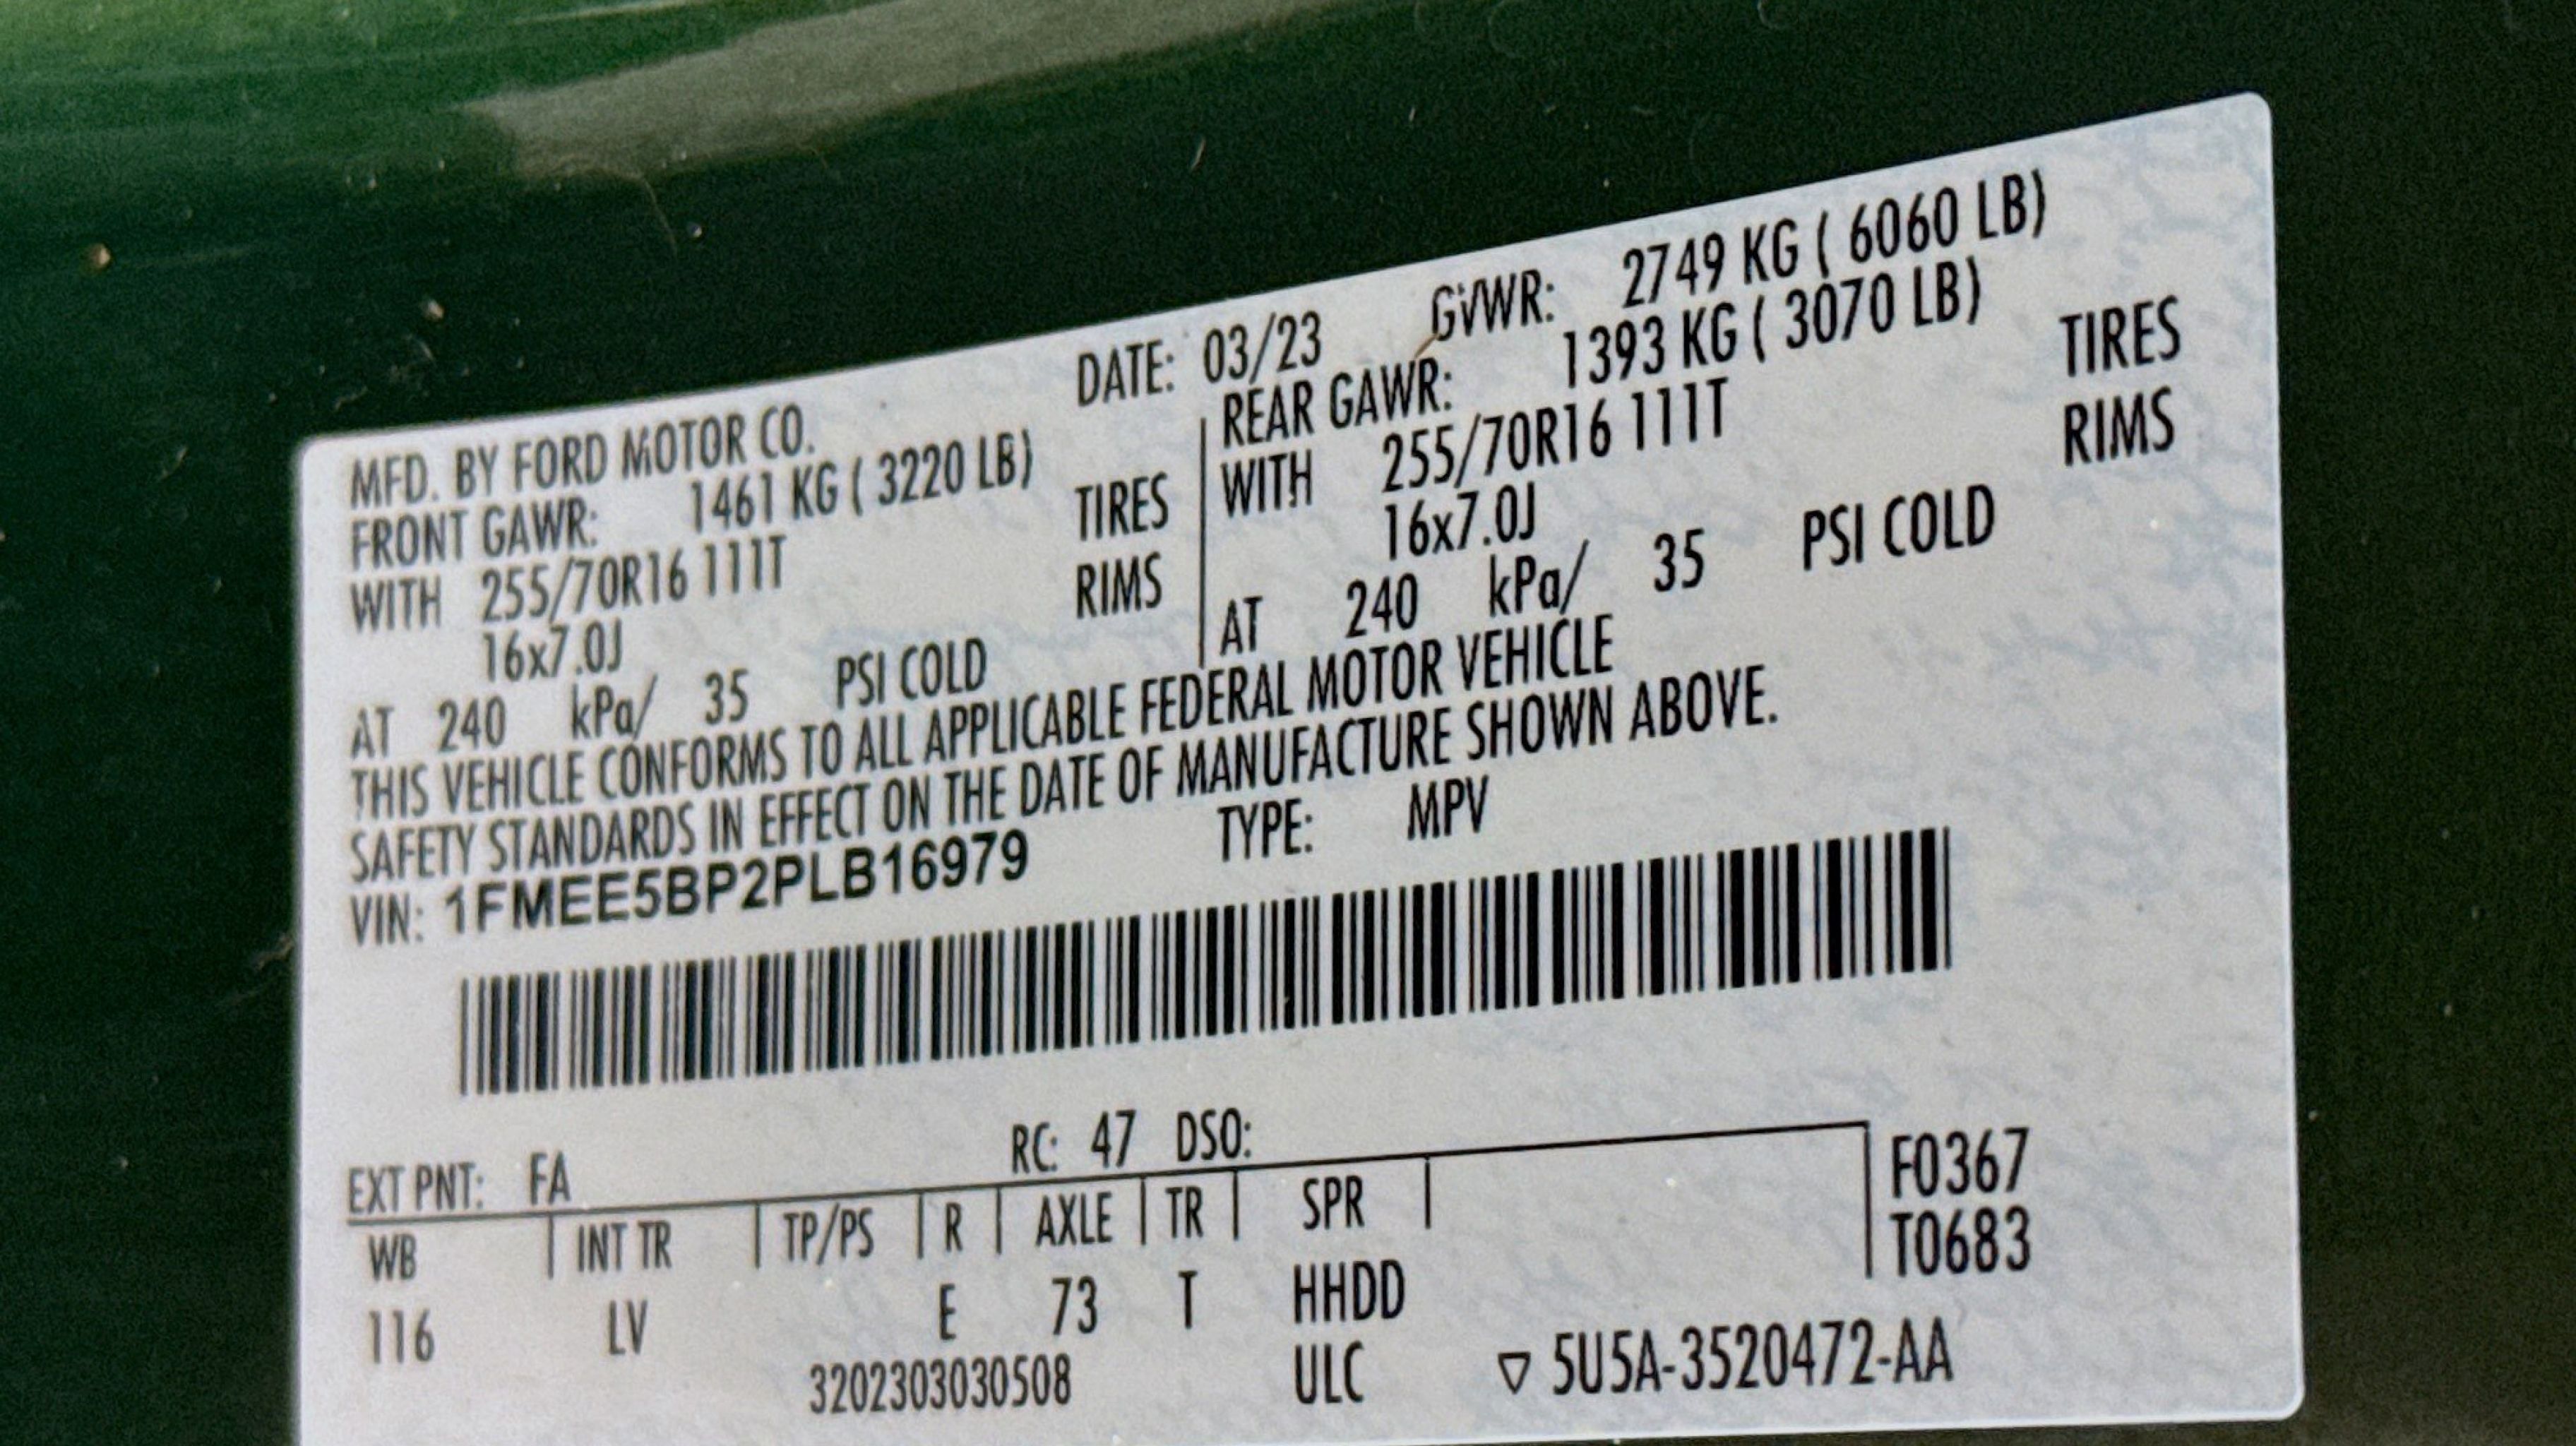 DATE: 03/23 GVWR: 2749 KG ( 6060 LB)
MFD. BY FORD MOTOR CO.
FRONT GAWR: 1461 KG ( 3220 LB)
WITH 255/70R16 111T TIRES
16x7.0J RIMS
AT 240 kPa/ 35 PSI COLD
REAR GAWR: 1393 KG ( 3070 LB)
WITH 255/70R16 111T TIRES
16x7.0J RIMS
AT 240 kPa/ 35 PSI COLD
THIS VEHICLE CONFORMS TO ALL APPLICABLE FEDERAL MOTOR VEHICLE
SAFETY STANDARDS IN EFFECT ON THE DATE OF MANUFACTURE SHOWN ABOVE.
VIN: 1FMEE5BP2PLB16979 TYPE: MPV
EXT PNT: FA RC: 47 DSO:
WB | INT TR | TP/PS | R | AXLE | TR | SPR |
116 LV E 73 T HHDD
F0367
T0683
3202303030508 ULC ▽ 5U5A-3520472-AA